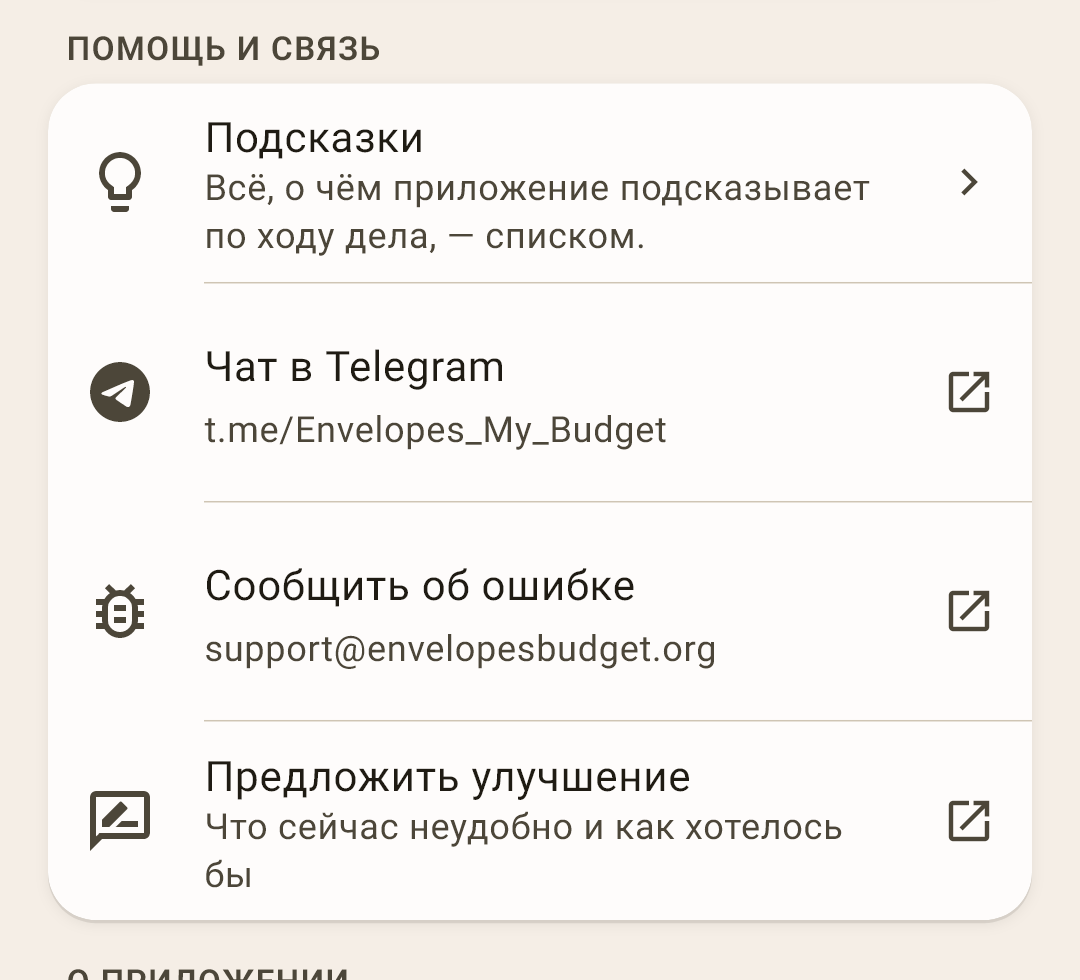 ПОМОЩЬ И СВЯЗЬ
Подсказки
Всё, о чём приложение подсказывает
по ходу дела, — списком.
Чат в Telegram
t.me/Envelopes_My_Budget
Сообщить об ошибке
support@envelopesbudget.org
Предложить улучшение
Что сейчас неудобно и как хотелось
бы
О ПРИЛОЖЕНИИ